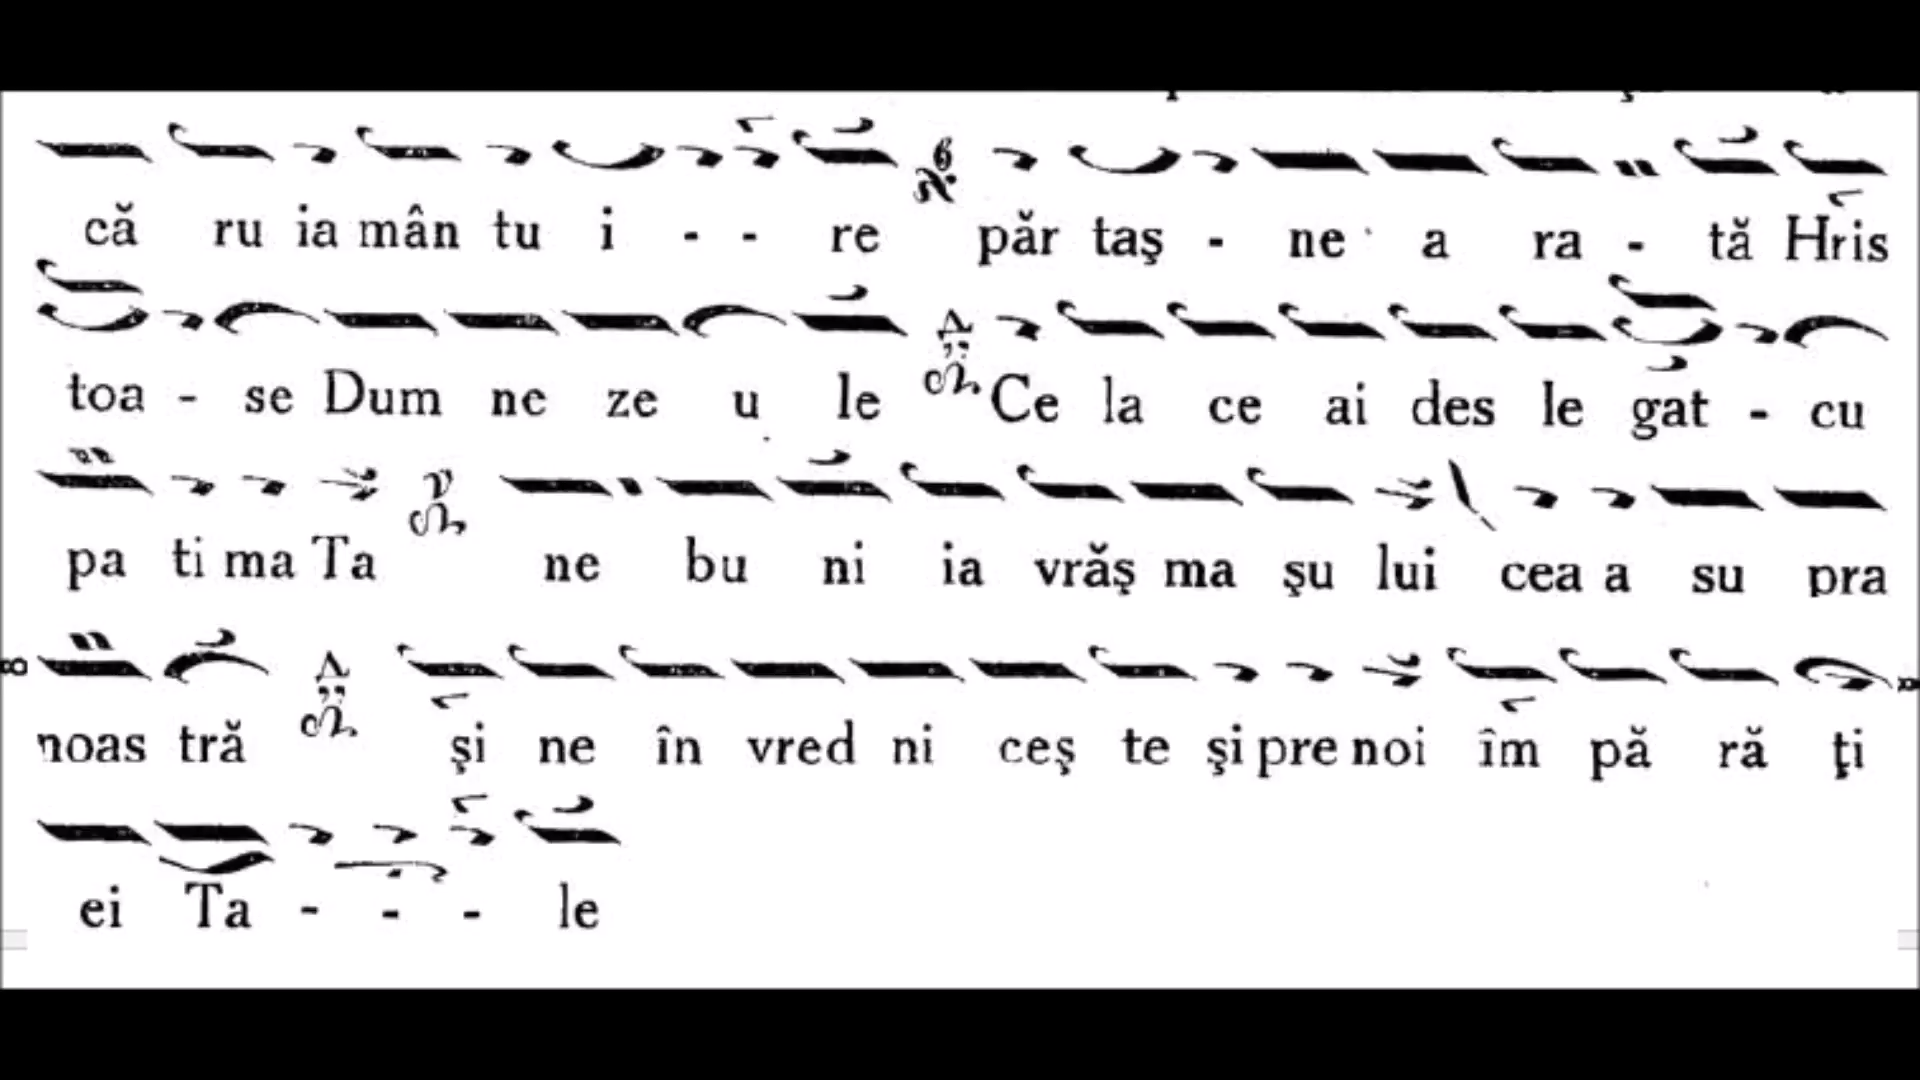 că ru ia mân tu i - - re păr taş - ne a ra - tă Hris
toa - se Dum ne ze u le Ce la ce ai des le gat - cu
pa ti ma Ta ne bu ni ia vrăş ma şu lui cea a su pra
noas tră şi ne în vred ni ceş te şi pre noi îm pă ră ţi
ei Ta - - - le